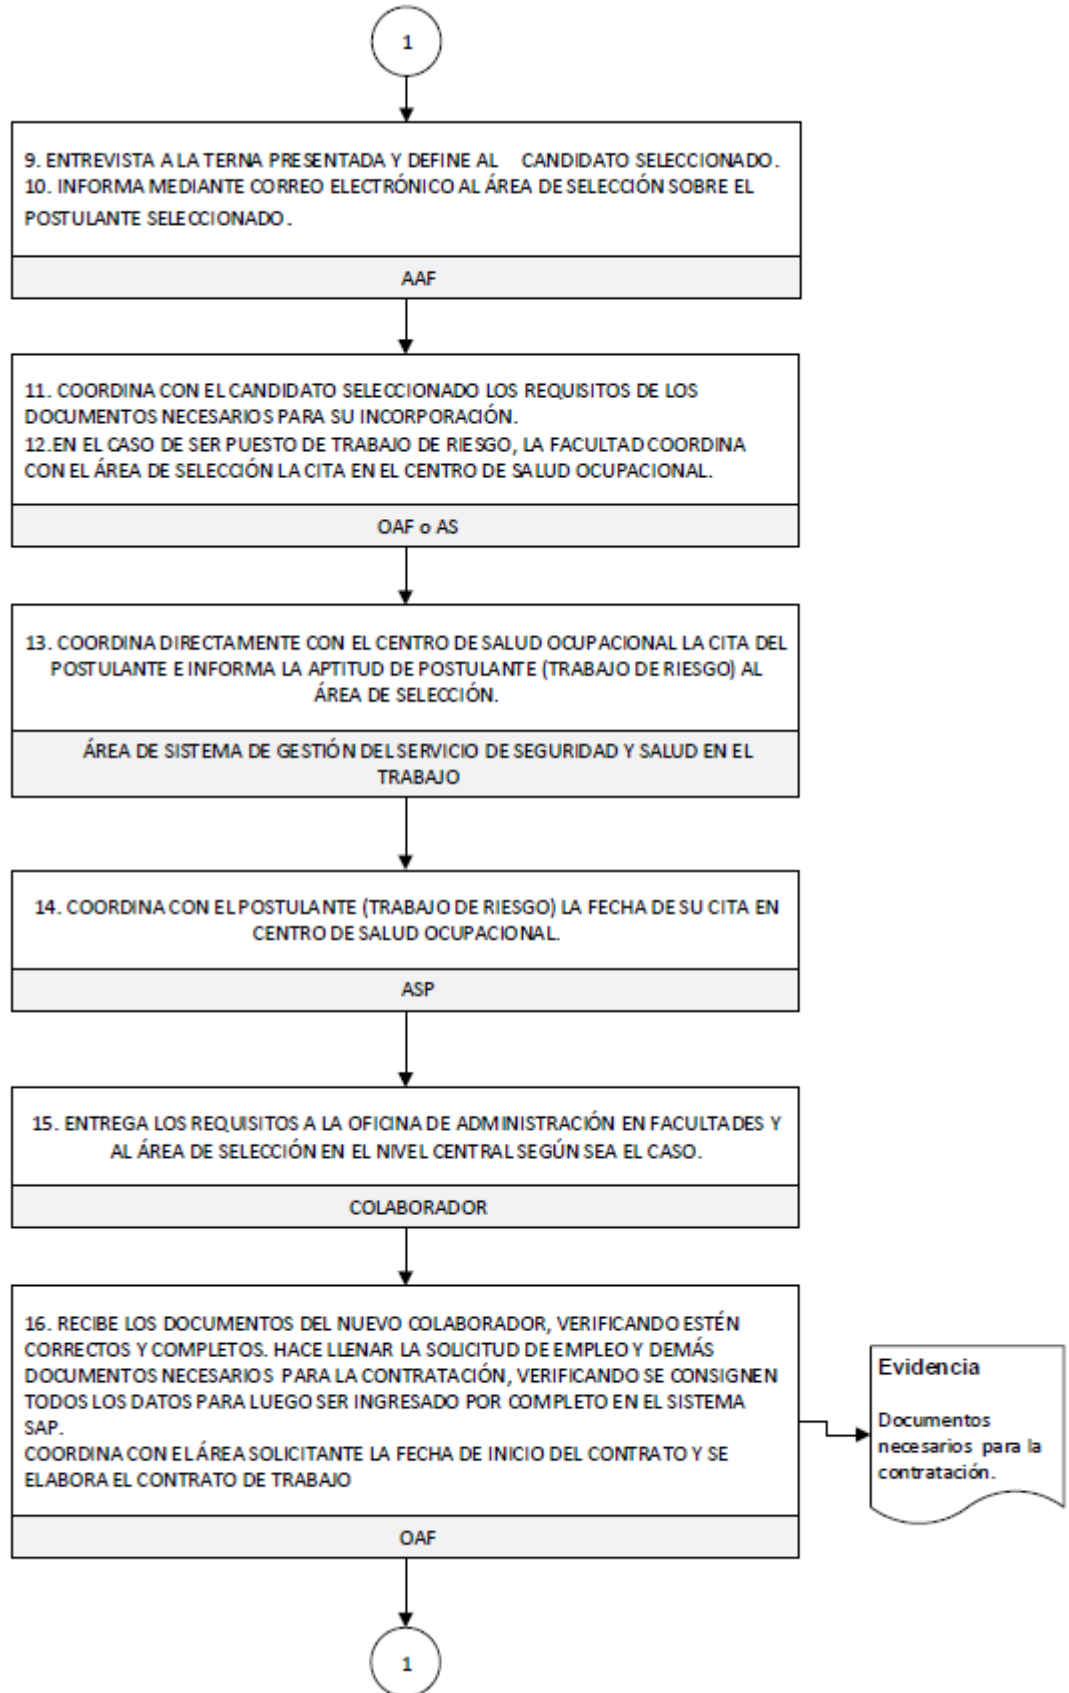 1
9. ENTREVISTA A LA TERNA PRESENTADA Y DEFINE AL CANDIDATO SELECCIONADO.
10. INFORMA MEDIANTE CORREO ELECTRÓNICO AL ÁREA DE SELECCIÓN SOBRE EL
POSTULANTE SELECCIONADO.
AAF
11. COORDINA CON EL CANDIDATO SELECCIONADO LOS REQUISITOS DE LOS
DOCUMENTOS NECESARIOS PARA SU INCORPORACIÓN.
12.EN EL CASO DE SER PUESTO DE TRABAJO DE RIESGO, LA FACULTAD COORDINA
CON EL ÁREA DE SELECCIÓN LA CITA EN EL CENTRO DE SALUD OCUPACIONAL.
OAF o AS
13. COORDINA DIRECTAMENTE CON EL CENTRO DE SALUD OCUPACIONAL LA CITA DEL
POSTULANTE E INFORMA LA APTITUD DE POSTULANTE (TRABAJO DE RIESGO) AL
ÁREA DE SELECCIÓN.
ÁREA DE SISTEMA DE GESTIÓN DEL SERVICIO DE SEGURIDAD Y SALUD EN EL
TRABAJO
14. COORDINA CON EL POSTULANTE (TRABAJO DE RIESGO) LA FECHA DE SU CITA EN
CENTRO DE SALUD OCUPACIONAL.
ASP
15. ENTREGA LOS REQUISITOS A LA OFICINA DE ADMINISTRACIÓN EN FACULTADES Y
AL ÁREA DE SELECCIÓN EN EL NIVEL CENTRAL SEGÚN SEA EL CASO.
COLABORADOR
16. RECIBE LOS DOCUMENTOS DEL NUEVO COLABORADOR, VERIFICANDO ESTÉN
CORRECTOS Y COMPLETOS. HACE LLENAR LA SOLICITUD DE EMPLEO Y DEMÁS
DOCUMENTOS NECESARIOS PARA LA CONTRATACIÓN, VERIFICANDO SE CONSIGNEN
TODOS LOS DATOS PARA LUEGO SER INGRESADO POR COMPLETO EN EL SISTEMA
SAP.
COORDINA CON EL ÁREA SOLICITANTE LA FECHA DE INICIO DEL CONTRATO Y SE
ELABORA EL CONTRATO DE TRABAJO
OAF
Evidencia
Documentos
necesarios para la
contratación.
1